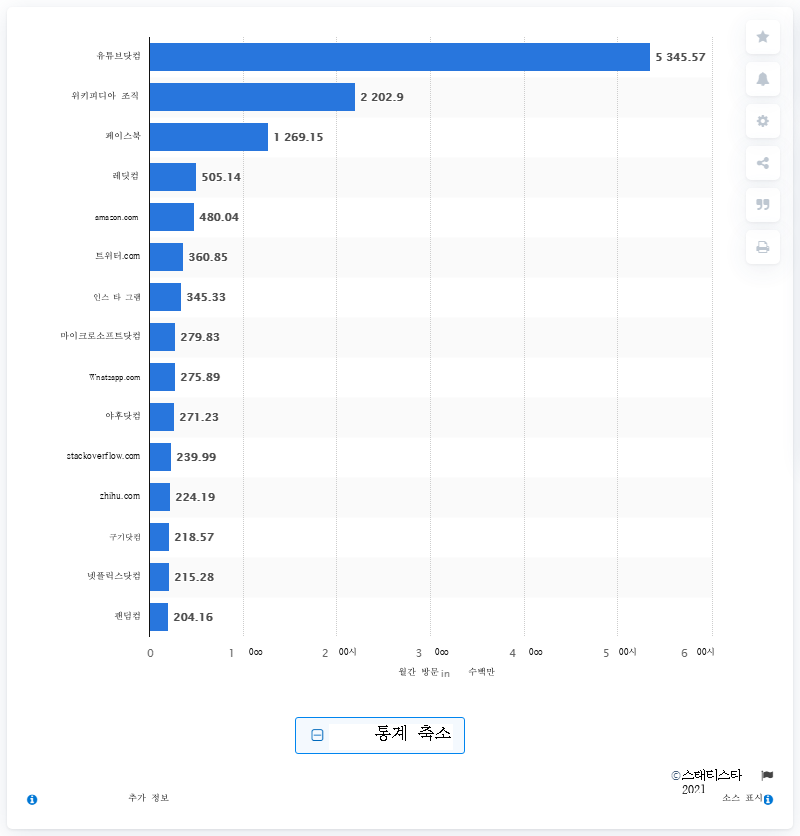 유튜브닷컴 5 345.57
위키피디아 조직 2 202.9
페이스북 1 269.15
레딧컴 505.14
amazon.com 480.04
트위터.com 360.85
인스 타 그램 345.33
마이크로소프트닷컴 279.83
Wnatsapp.com 275.89
야후닷컴 271.23
stackoverflow.com 239.99
zhihu.com 224.19
구기닷컴 218.57
넷플릭스닷컴 215.28
팬덤컴 204.16
0 1 000 2 00시 3 000 4 000 5 00시 6 00시
월간 방문 in 수백만
통계 축소
©스태티스타
2021
추가 정보 소스 표시